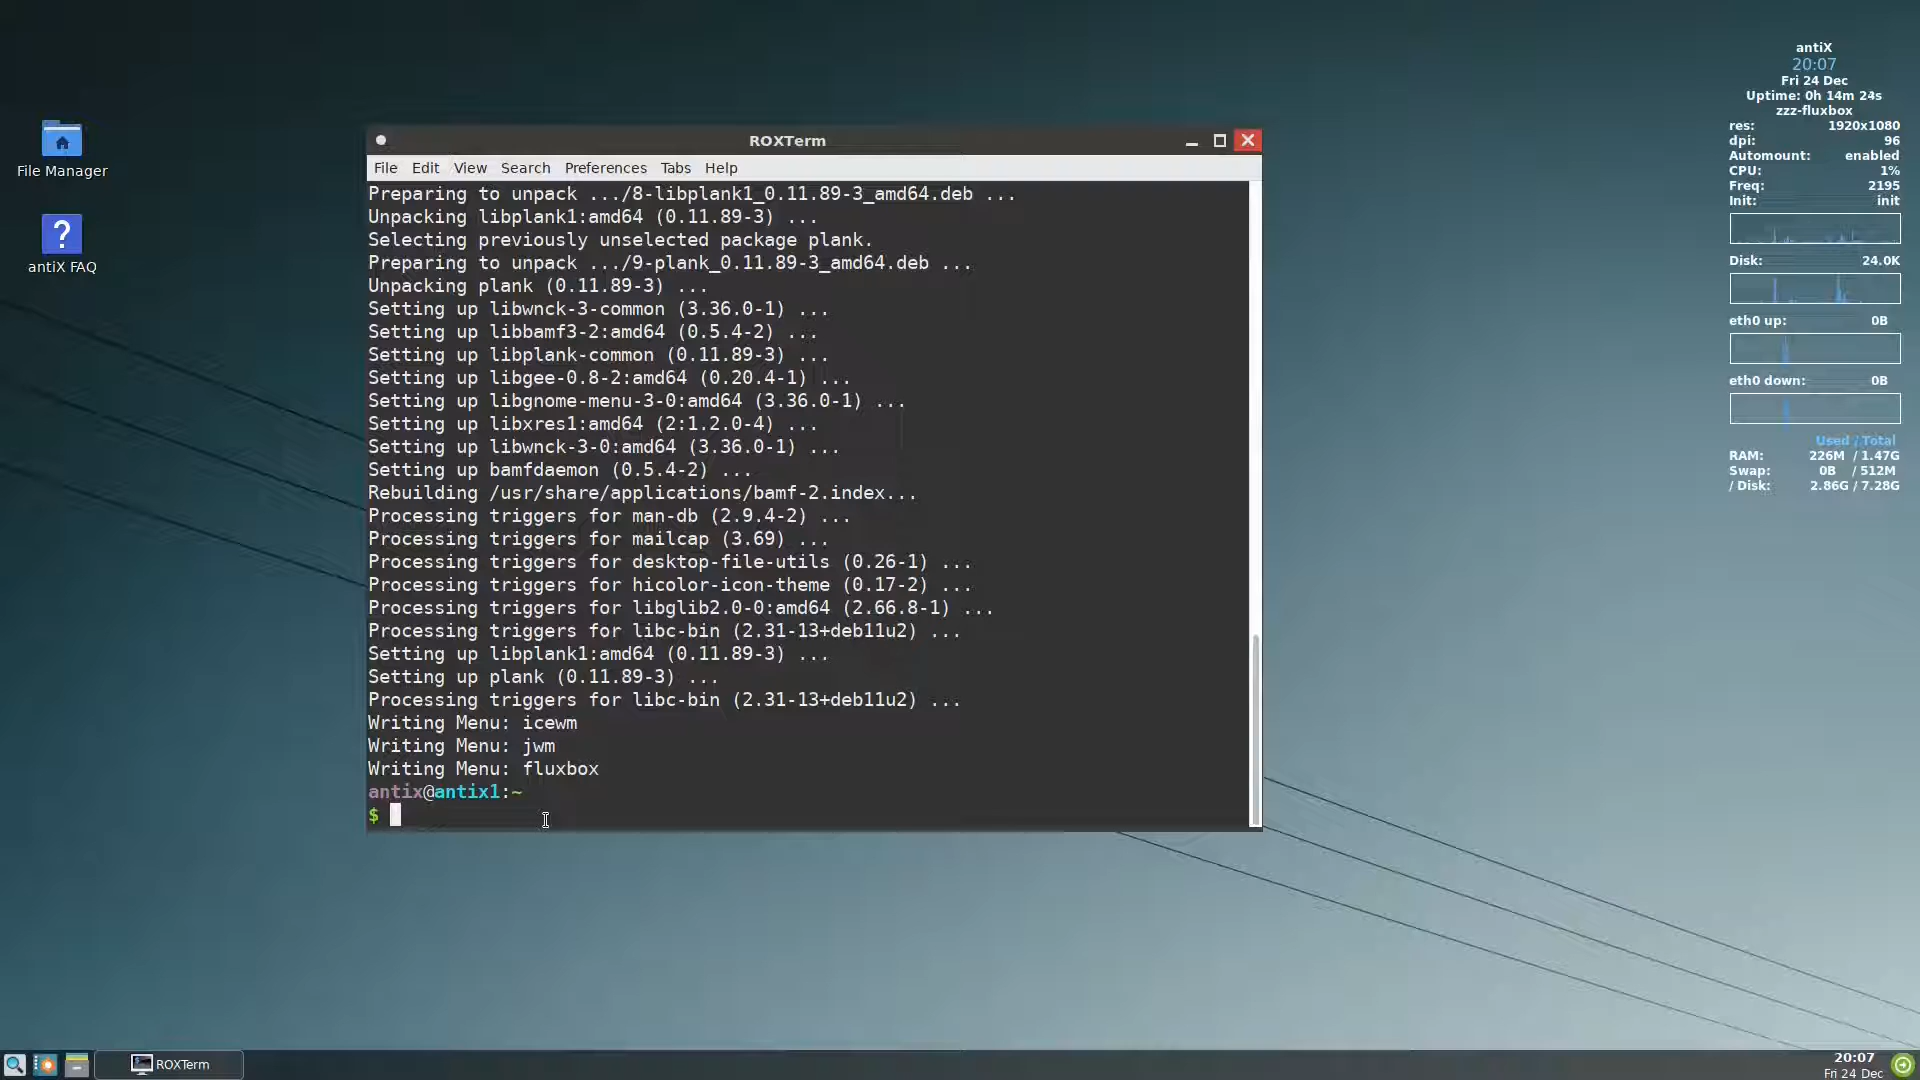 File Manager
?
antiX FAQ
ROXTerm
File Edit View Search Preferences Tabs Help
Preparing to unpack .../8-libplank1_0.11.89-3_amd64.deb ...
Unpacking libplank1:amd64 (0.11.89-3) ...
Selecting previously unselected package plank.
Preparing to unpack .../9-plank_0.11.89-3_amd64.deb ...
Unpacking plank (0.11.89-3) ...
Setting up libwnck-3-common (3.36.0-1) ...
Setting up libbamf3-2:amd64 (0.5.4-2) ...
Setting up libplank-common (0.11.89-3) ...
Setting up libgee-0.8-2:amd64 (0.20.4-1) ...
Setting up libgnome-menu-3-0:amd64 (3.36.0-1) ...
Setting up libxres1:amd64 (2:1.2.0-4) ...
Setting up libwnck-3-0:amd64 (3.36.0-1) ...
Setting up bamfdaemon (0.5.4-2) ...
Rebuilding /usr/share/applications/bamf-2.index...
Processing triggers for man-db (2.9.4-2) ...
Processing triggers for mailcap (3.69) ...
Processing triggers for desktop-file-utils (0.26-1) ...
Processing triggers for hicolor-icon-theme (0.17-2) ...
Processing triggers for libglib2.0-0:amd64 (2.66.8-1) ...
Processing triggers for libc-bin (2.31-13+deb11u2) ...
Setting up libplank1:amd64 (0.11.89-3) ...
Setting up plank (0.11.89-3) ...
Processing triggers for libc-bin (2.31-13+deb11u2) ...
Writing Menu: icewm
Writing Menu: jwm
Writing Menu: fluxbox
antix@antix1:~
$
antiX
20:07
Fri 24 Dec
Uptime: 0h 14m 24s
zzz-fluxbox
res: 1920x1080
dpi: 96
Automount: enabled
CPU: 1%
Freq: 2195
Init: init
Disk: 24.0K
eth0 up: 0B
eth0 down: 0B
Used / Total
RAM: 226M / 1.47G
Swap: 0B / 512M
/ Disk: 2.86G / 7.28G
ROXTerm
20:07
Fri 24 Dec